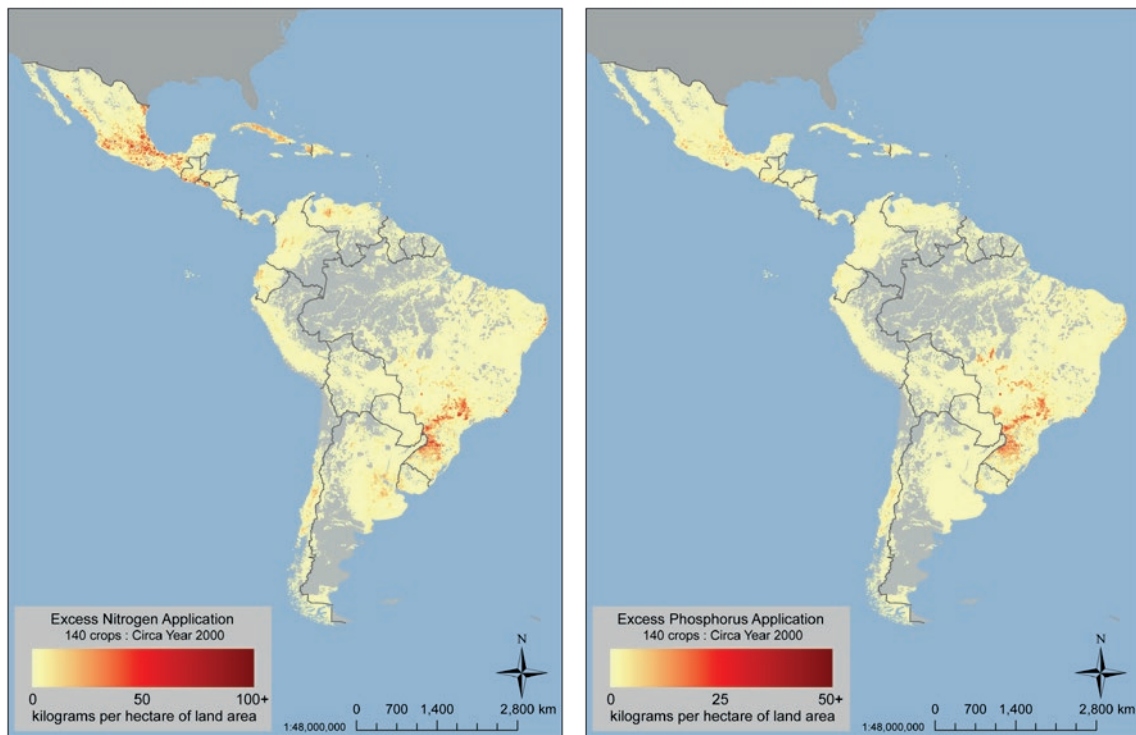 Excess Nitrogen Application
140 crops : Circa Year 2000
0 50 100+
kilograms per hectare of land area
N
1:48,000,000
0 700 1,400 2,800 km
Excess Phosphorus Application
140 crops : Circa Year 2000
0 25 50+
kilograms per hectare of land area
N
1:48,000,000
0 700 1,400 2,800 km